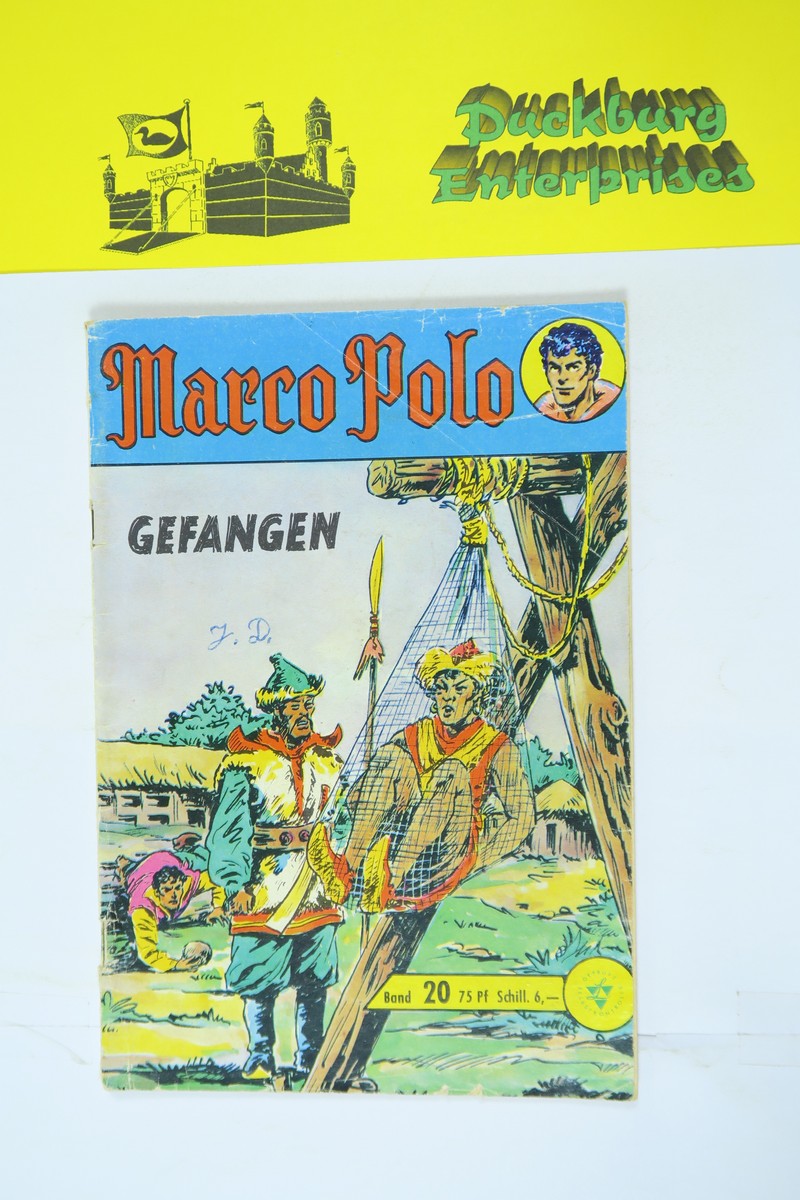 Duckburg
Enterprises
Marco Polo
GEFANGEN
J. D.
Band 20 75 Pf Schill. 6,—